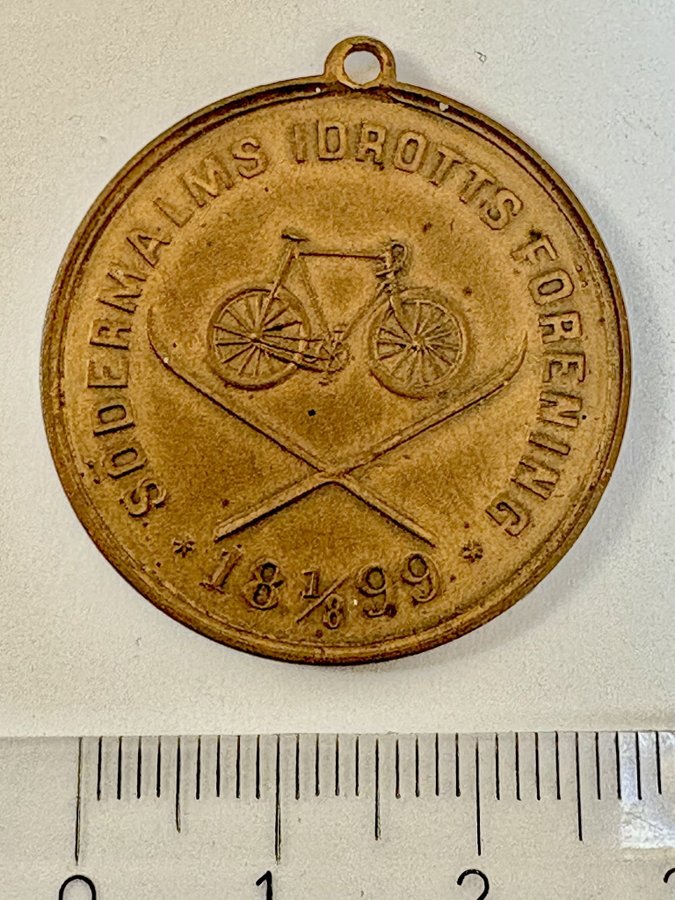 SÖDERMALMS IDROTTS FÖRENING
* 18 1/8 99 *
0 1 2